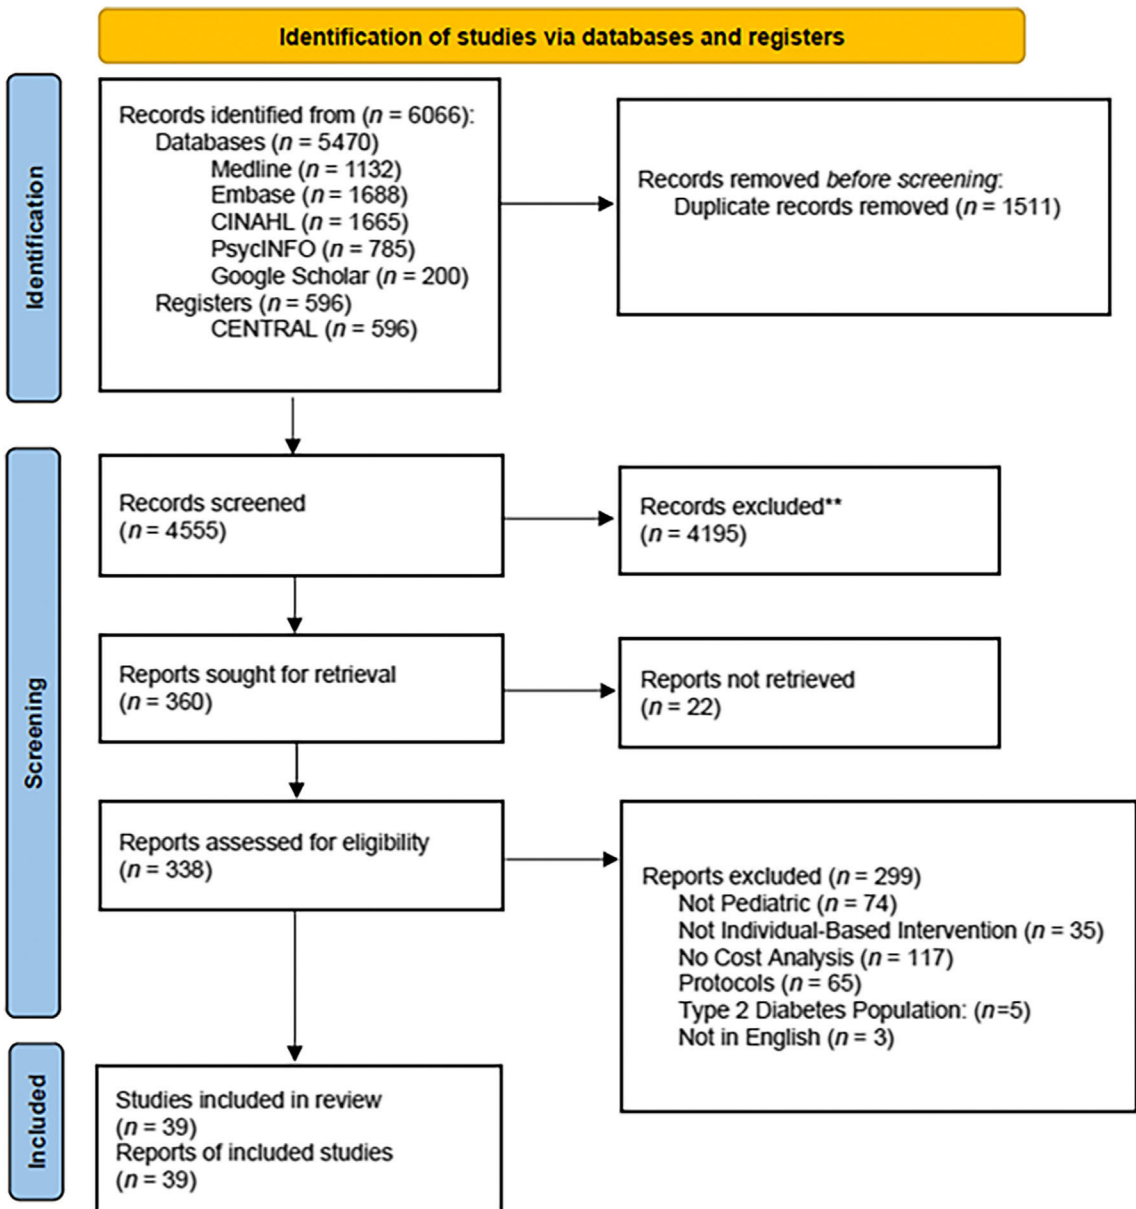 Identification of studies via databases and registers
Identification
Records identified from (n = 6066):
Databases (n = 5470)
Medline (n = 1132)
Embase (n = 1688)
CINAHL (n = 1665)
PsycINFO (n = 785)
Google Scholar (n = 200)
Registers (n = 596)
CENTRAL (n = 596)
Records removed before screening:
Duplicate records removed (n = 1511)
Screening
Records screened
(n = 4555)
Records excluded**
(n = 4195)
Reports sought for retrieval
(n = 360)
Reports not retrieved
(n = 22)
Reports assessed for eligibility
(n = 338)
Reports excluded (n = 299)
Not Pediatric (n = 74)
Not Individual-Based Intervention (n = 35)
No Cost Analysis (n = 117)
Protocols (n = 65)
Type 2 Diabetes Population: (n=5)
Not in English (n = 3)
Included
Studies included in review
(n = 39)
Reports of included studies
(n = 39)